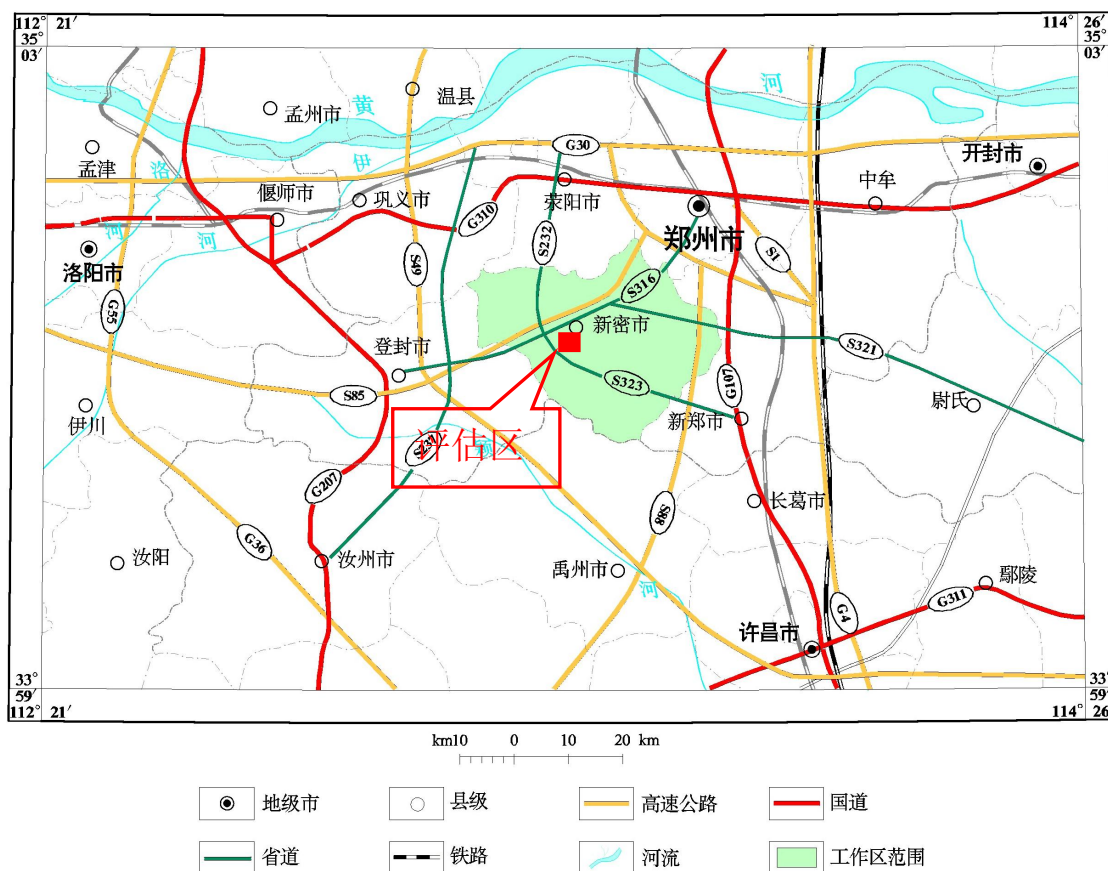 112° 21′
114° 26′
35°
03′
35°
03′
黄
河
温县
孟州市
G30
开封市
孟津
洛
伊
中牟
偃师市
巩义市
荥阳市
G310
S232
郑州市
S1
河
河
S49
洛阳市
S316
G55
新密市
S321
登封市
S323
G107
S85
尉氏
伊川
新郑市
S237
评估区
颍
G207
S88
长葛市
G36
汝阳
汝州市
禹州市
河
鄢陵
G311
G4
许昌市
33°
59′
33°
59′
112° 21′
114° 26′
km10 0 10 20 km
地级市
县级
高速公路
国道
省道
铁路
河流
工作区范围